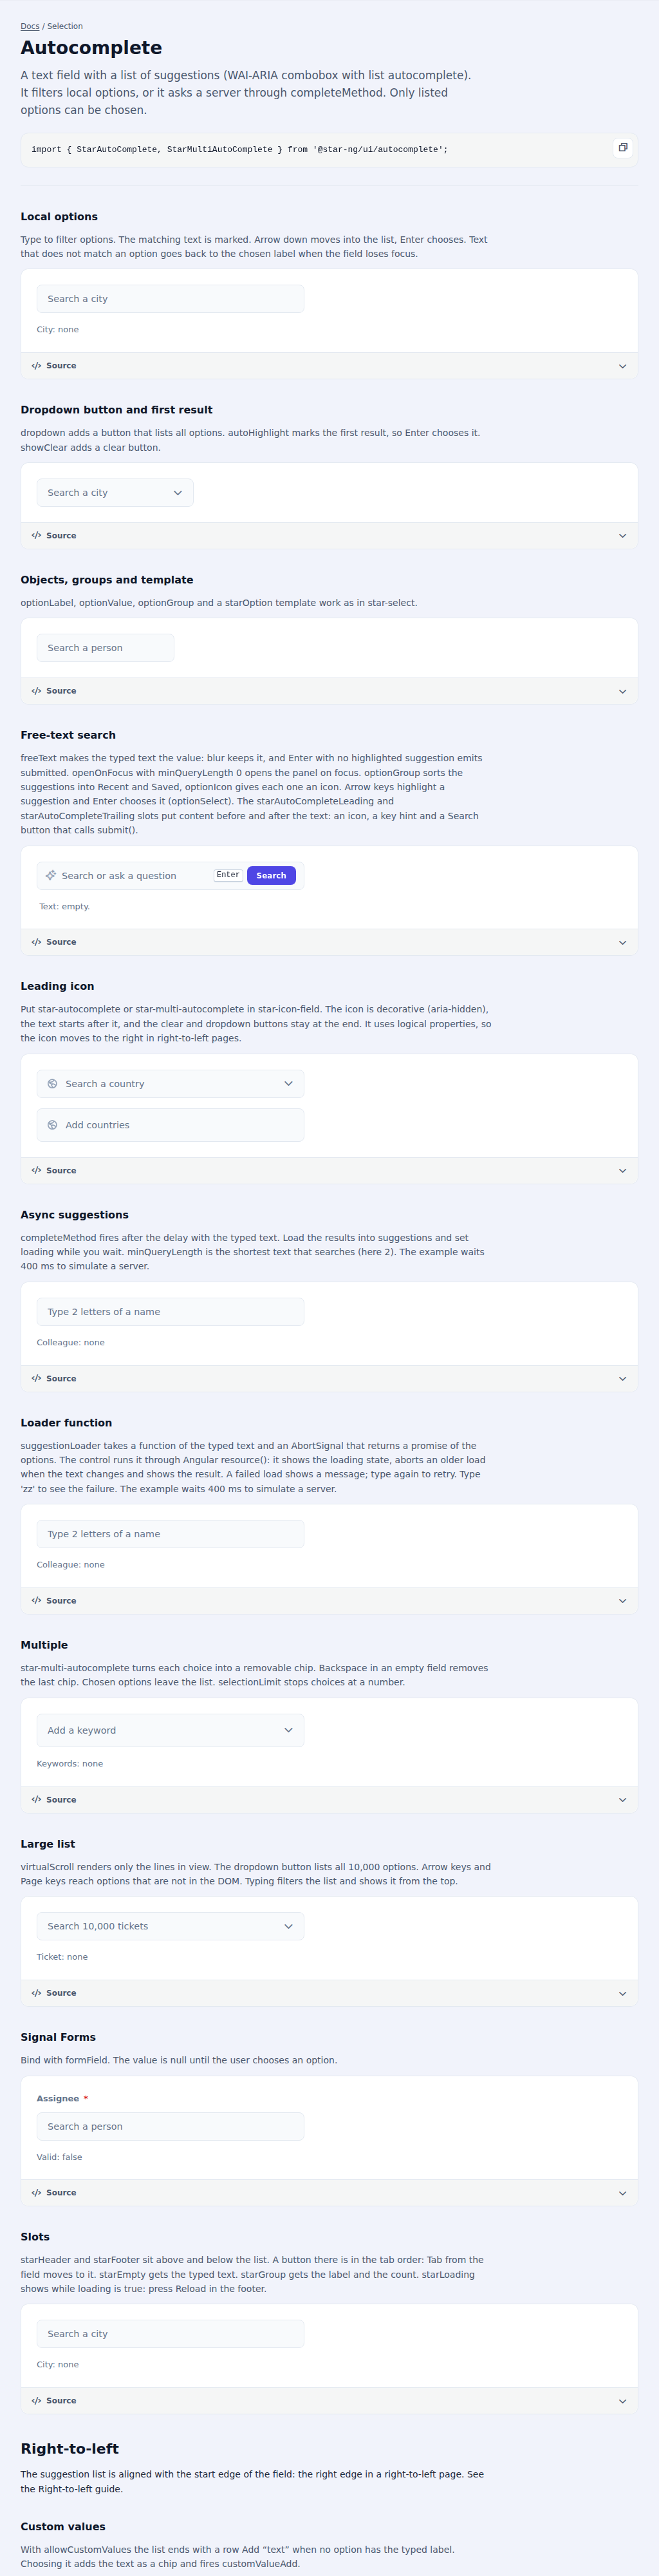 Docs / Selection
Autocomplete
A text field with a list of suggestions (WAI-ARIA combobox with list autocomplete).
It filters local options, or it asks a server through completeMethod. Only listed
options can be chosen.
import { StarAutoComplete, StarMultiAutoComplete } from '@star-ng/ui/autocomplete';
Local options
Type to filter options. The matching text is marked. Arrow down moves into the list, Enter chooses. Text
that does not match an option goes back to the chosen label when the field loses focus.
Search a city
City: none
Source
Dropdown button and first result
dropdown adds a button that lists all options. autoHighlight marks the first result, so Enter chooses it.
showClear adds a clear button.
Search a city
Source
Objects, groups and template
optionLabel, optionValue, optionGroup and a starOption template work as in star-select.
Search a person
Source
Free-text search
freeText makes the typed text the value: blur keeps it, and Enter with no highlighted suggestion emits
submitted. openOnFocus with minQueryLength 0 opens the panel on focus. optionGroup sorts the
suggestions into Recent and Saved, optionIcon gives each one an icon. Arrow keys highlight a
suggestion and Enter chooses it (optionSelect). The starAutoCompleteLeading and
starAutoCompleteTrailing slots put content before and after the text: an icon, a key hint and a Search
button that calls submit().
Search or ask a question Enter Search
Text: empty.
Source
Leading icon
Put star-autocomplete or star-multi-autocomplete in star-icon-field. The icon is decorative (aria-hidden),
the text starts after it, and the clear and dropdown buttons stay at the end. It uses logical properties, so
the icon moves to the right in right-to-left pages.
Search a country
Add countries
Source
Async suggestions
completeMethod fires after the delay with the typed text. Load the results into suggestions and set
loading while you wait. minQueryLength is the shortest text that searches (here 2). The example waits
400 ms to simulate a server.
Type 2 letters of a name
Colleague: none
Source
Loader function
suggestionLoader takes a function of the typed text and an AbortSignal that returns a promise of the
options. The control runs it through Angular resource(): it shows the loading state, aborts an older load
when the text changes and shows the result. A failed load shows a message; type again to retry. Type
'zz' to see the failure. The example waits 400 ms to simulate a server.
Type 2 letters of a name
Colleague: none
Source
Multiple
star-multi-autocomplete turns each choice into a removable chip. Backspace in an empty field removes
the last chip. Chosen options leave the list. selectionLimit stops choices at a number.
Add a keyword
Keywords: none
Source
Large list
virtualScroll renders only the lines in view. The dropdown button lists all 10,000 options. Arrow keys and
Page keys reach options that are not in the DOM. Typing filters the list and shows it from the top.
Search 10,000 tickets
Ticket: none
Source
Signal Forms
Bind with formField. The value is null until the user chooses an option.
Assignee *
Search a person
Valid: false
Source
Slots
starHeader and starFooter sit above and below the list. A button there is in the tab order: Tab from the
field moves to it. starEmpty gets the typed text. starGroup gets the label and the count. starLoading
shows while loading is true: press Reload in the footer.
Search a city
City: none
Source
Right-to-left
The suggestion list is aligned with the start edge of the field: the right edge in a right-to-left page. See
the Right-to-left guide.
Custom values
With allowCustomValues the list ends with a row Add “text” when no option has the typed label.
Choosing it adds the text as a chip and fires customValueAdd.